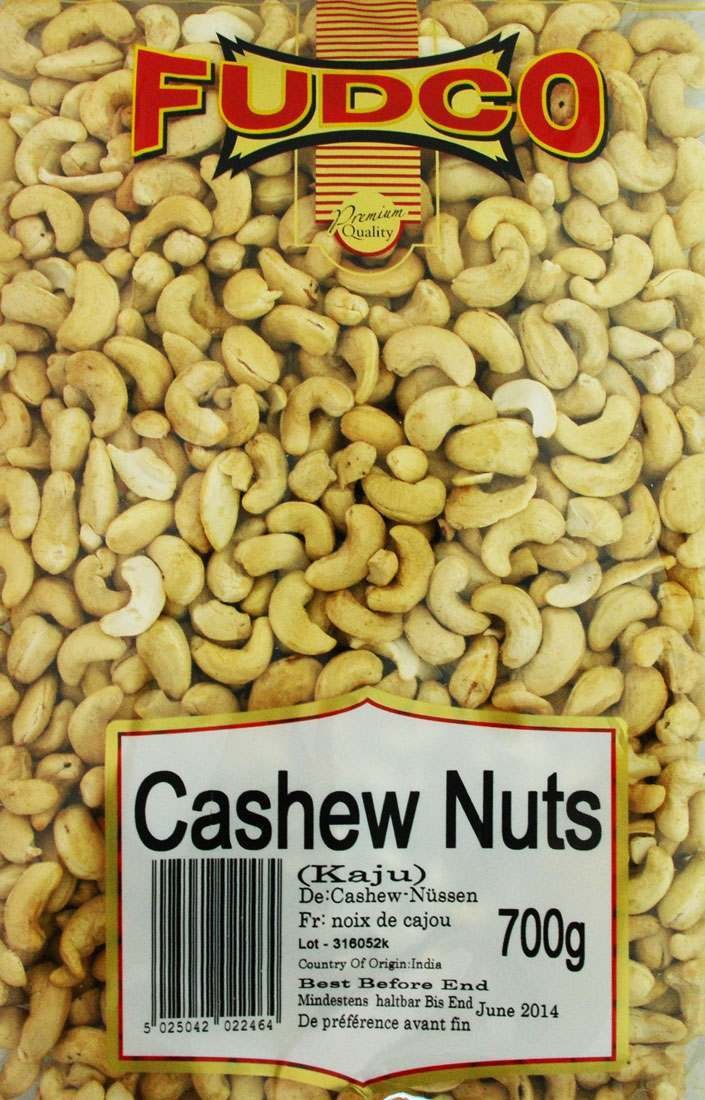 FUDCO
Premium
Quality
Cashew Nuts
(Kaju)
De:Cashew-Nüssen
Fr: noix de cajou
700g
Lot - 316052k
Country Of Origin:India
Best Before End
Mindestens haltbar Bis End June 2014
De préférence avant fin
5 025042 022464